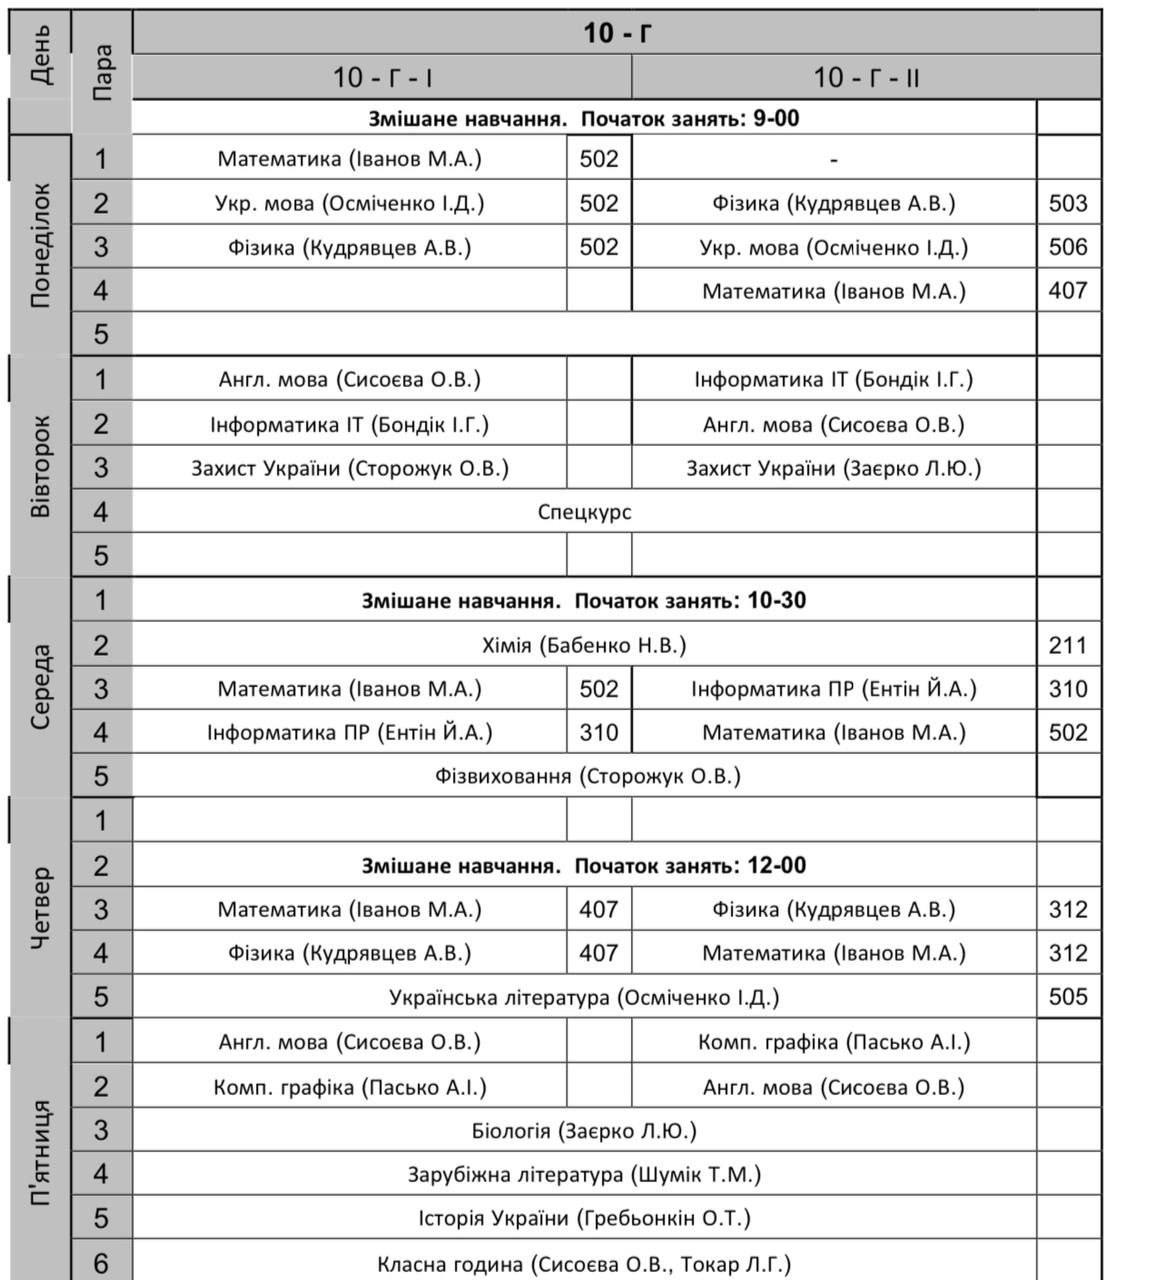 День Пара 10 - Г
10 - Г - І 10 - Г - ІІ
Змішане навчання. Початок занять: 9-00
Понеділок
1 Математика (Іванов М.А.) 502 -
2 Укр. мова (Осміченко І.Д.) 502 Фізика (Кудрявцев А.В.) 503
3 Фізика (Кудрявцев А.В.) 502 Укр. мова (Осміченко І.Д.) 506
4 Математика (Іванов М.А.) 407
5
Вівторок
1 Англ. мова (Сисоєва О.В.) Інформатика ІТ (Бондік І.Г.)
2 Інформатика ІТ (Бондік І.Г.) Англ. мова (Сисоєва О.В.)
3 Захист України (Сторожук О.В.) Захист України (Заєрко Л.Ю.)
4 Спецкурс
5
Середа
1 Змішане навчання. Початок занять: 10-30
2 Хімія (Бабенко Н.В.) 211
3 Математика (Іванов М.А.) 502 Інформатика ПР (Ентін Й.А.) 310
4 Інформатика ПР (Ентін Й.А.) 310 Математика (Іванов М.А.) 502
5 Фізвиховання (Сторожук О.В.)
Четвер
1
2 Змішане навчання. Початок занять: 12-00
3 Математика (Іванов М.А.) 407 Фізика (Кудрявцев А.В.) 312
4 Фізика (Кудрявцев А.В.) 407 Математика (Іванов М.А.) 312
5 Українська література (Осміченко І.Д.) 505
П'ятниця
1 Англ. мова (Сисоєва О.В.) Комп. графіка (Пасько А.І.)
2 Комп. графіка (Пасько А.І.) Англ. мова (Сисоєва О.В.)
3 Біологія (Заєрко Л.Ю.)
4 Зарубіжна література (Шумік Т.М.)
5 Історія України (Гребьонкін О.Т.)
6 Класна година (Сисоєва О.В., Токар Л.Г.)